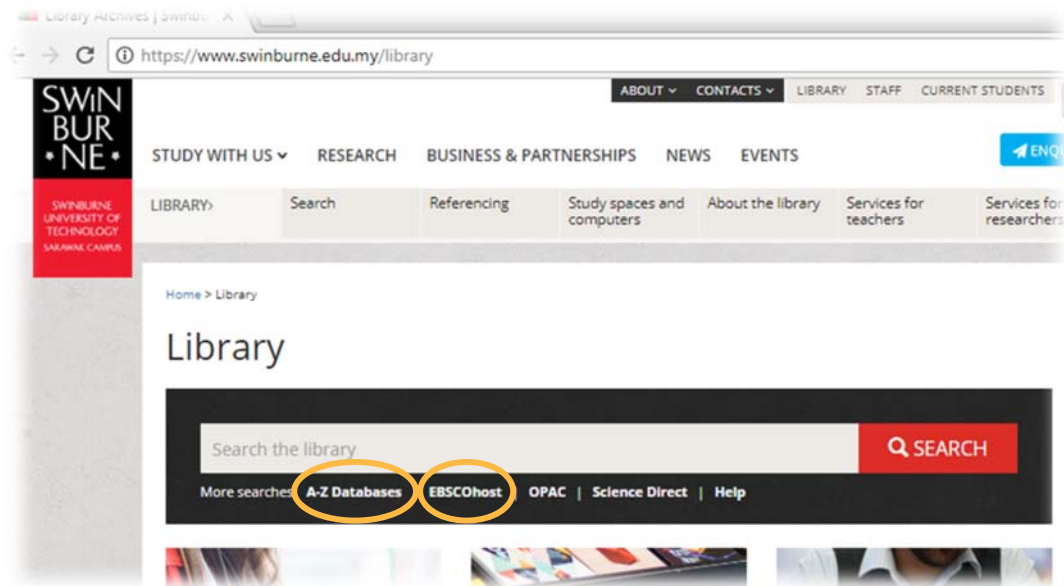 Library Archives | Swinbur
https://www.swinburne.edu.my/library
SWiN
BUR
• NE •
SWINBURNE
UNIVERSITY OF
TECHNOLOGY
SARAWAK CAMPUS
ABOUT CONTACTS LIBRARY STAFF CURRENT STUDENTS
STUDY WITH US RESEARCH BUSINESS & PARTNERSHIPS NEWS EVENTS
ENQU
LIBRARY› Search Referencing Study spaces and computers About the library Services for teachers Services for researchers
Home > Library
Library
Search the library SEARCH
More searches A-Z Databases EBSCOhost | OPAC | Science Direct | Help